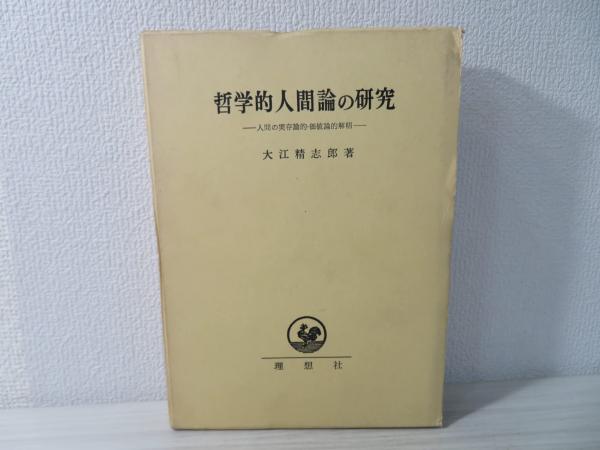 哲学的人間論の研究
──人間の実存論的・価値論的解明──
大江精志郎著
理想社